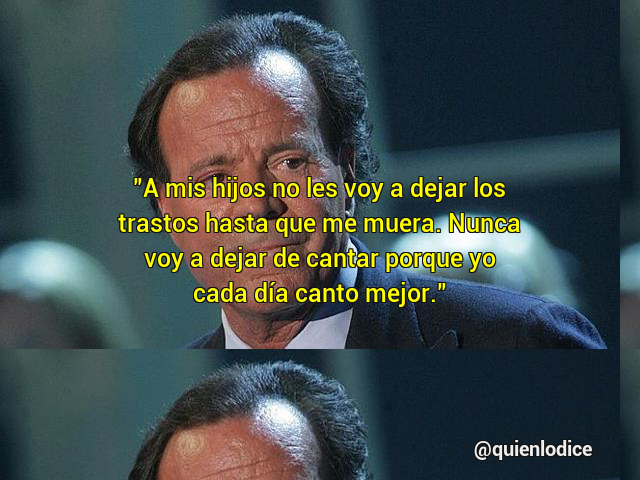 "A mis hijos no les voy a dejar los
trastos hasta que me muera. Nunca
voy a dejar de cantar porque yo
cada día canto mejor."
@quienlodice